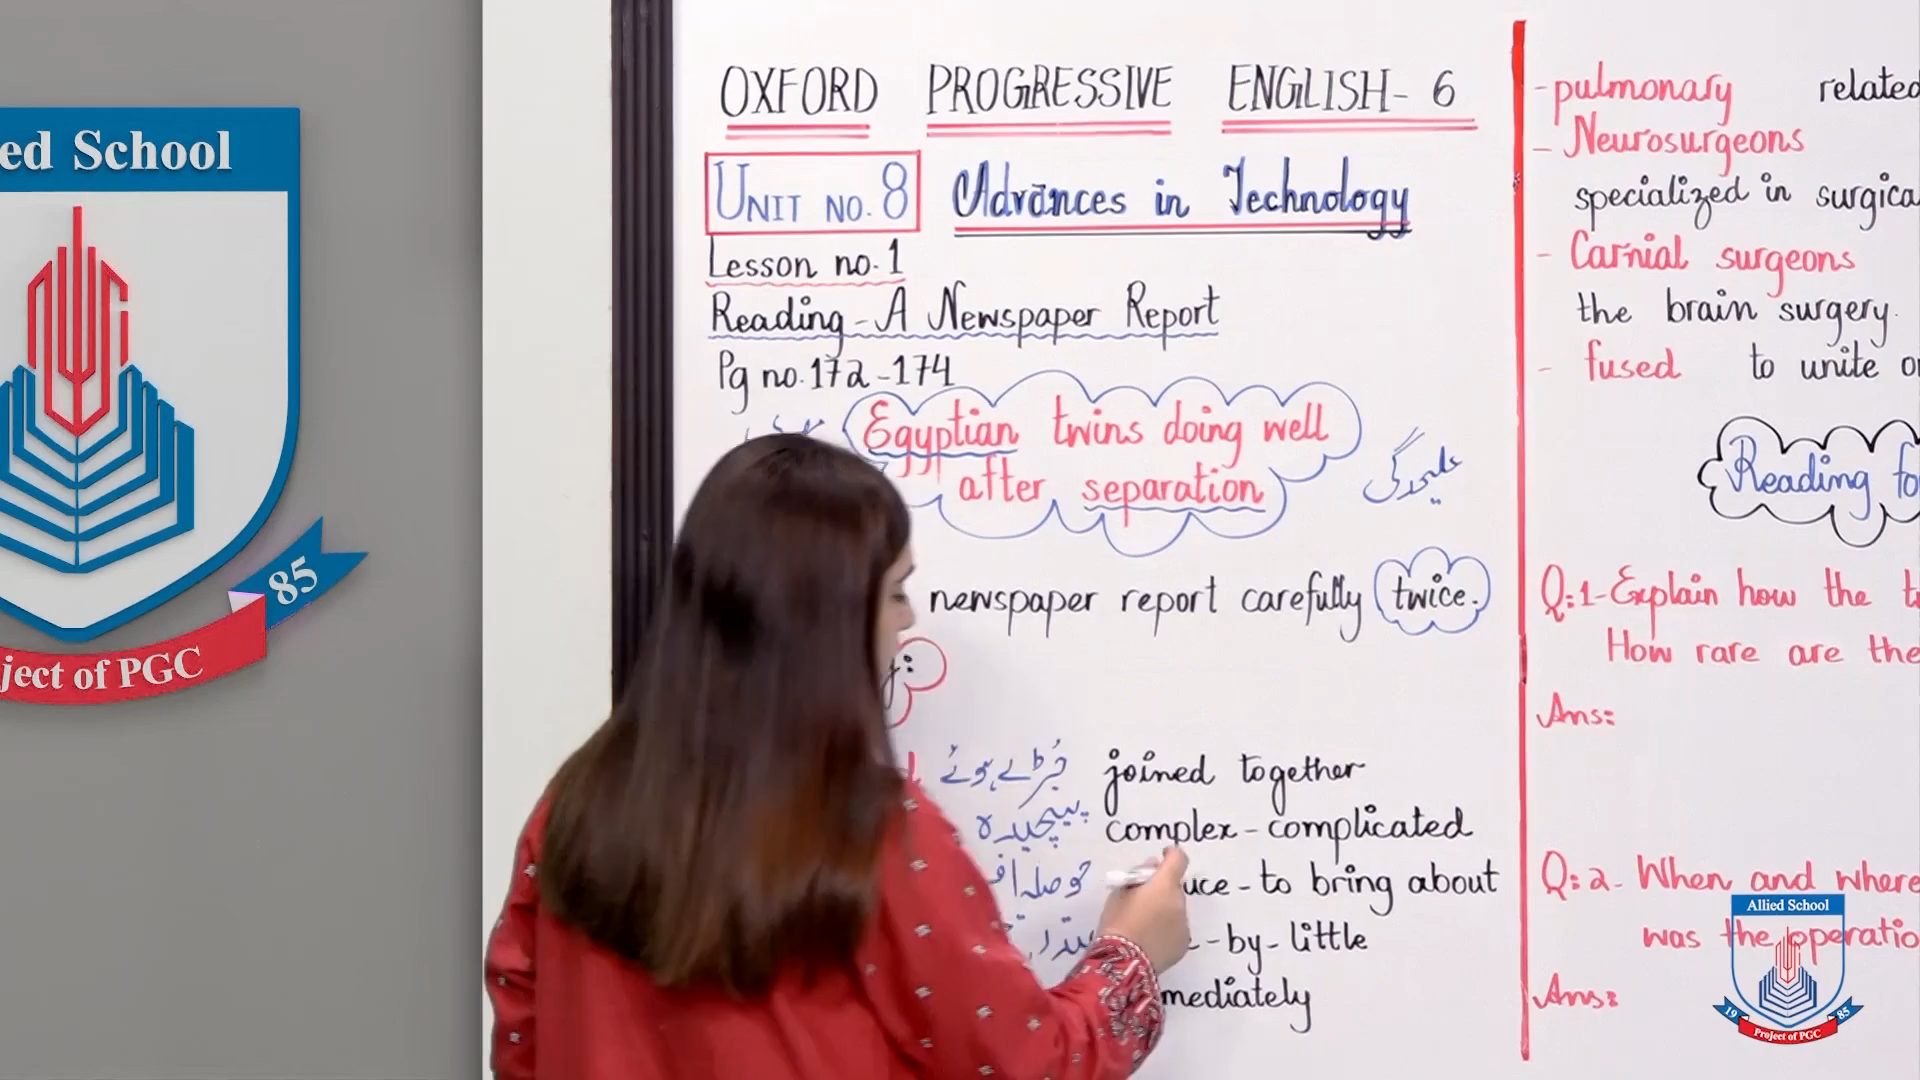 ed School
85
ject of PGC
OXFORD PROGRESSIVE ENGLISH- 6
UNIT NO. 8 Advances in Technology
Lesson no. 1
Reading - A Newspaper Report
Pg no. 172 - 174
Egyptian twins doing well
after separation
علیحدگی
newspaper report carefully twice.
جُڑے ہوئے joined together
پیچیدہ complex - complicated
uce - to bring about
- by - little
mediately
- pulmonary related
- Neurosurgeons
specialized in surgica
- Carnial surgeons
the brain surgery.
- fused to unite o
Reading fo
Q:1- Explain how the t
How rare are the
Ans:
Q:2- When and where
was the operatio
Ans:
Allied School
19 85
Project of PGC